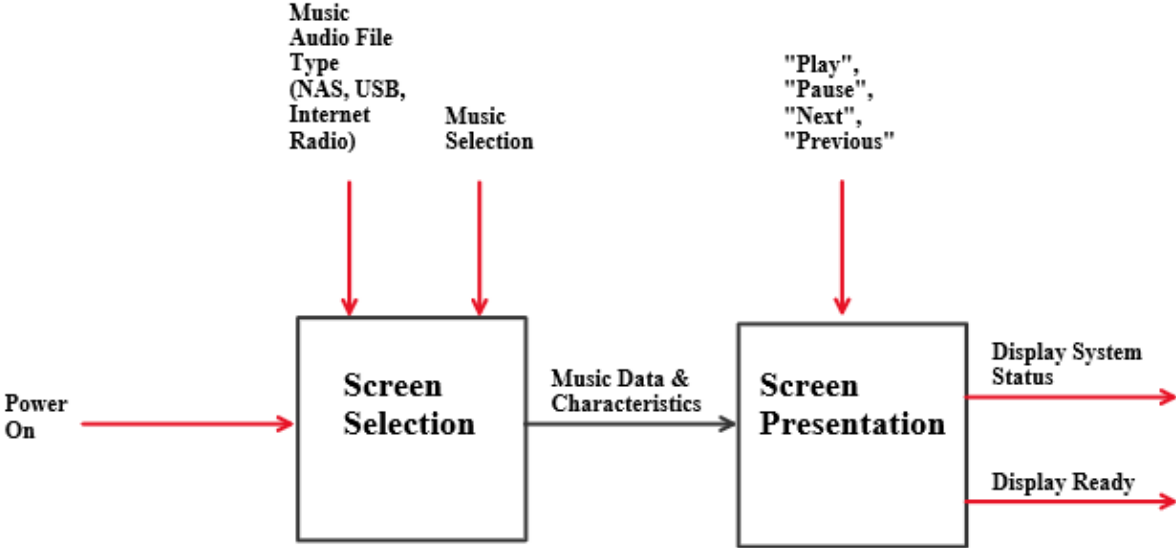 Music
Audio File
Type
(NAS, USB,
Internet
Radio)
Music
Selection
"Play",
"Pause",
"Next",
"Previous"
Power
On
Screen
Selection
Music Data &
Characteristics
Screen
Presentation
Display System
Status
Display Ready